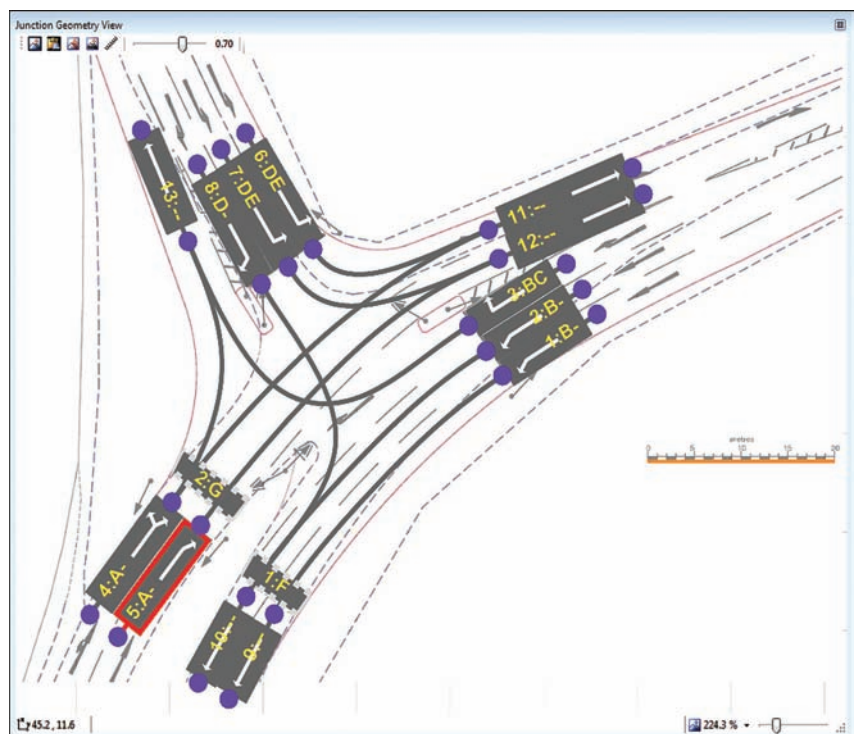 Junction Geometry View
0.70
13:--
8:D-
7:DE
6:DE
11:--
12:--
3:BC
2:B-
1:B-
metres
0 5 10 15 20
2:G
4:A-
5:A-
1:F
10:--
9:--
45.2 , 11.6
224.3 %